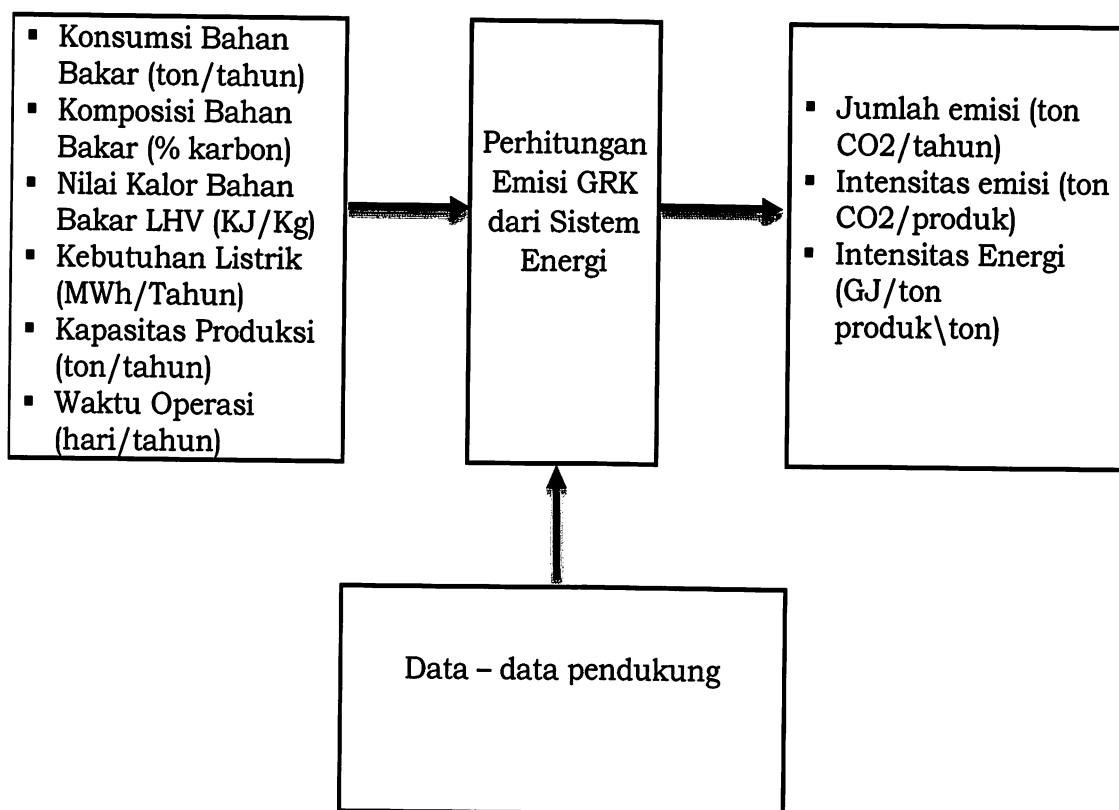 ▪ Konsumsi Bahan
Bakar (ton/tahun)
▪ Komposisi Bahan
Bakar (% karbon)
▪ Nilai Kalor Bahan
Bakar LHV (KJ/Kg)
▪ Kebutuhan Listrik
(MWh/Tahun)
▪ Kapasitas Produksi
(ton/tahun)
▪ Waktu Operasi
(hari/tahun)
Perhitungan
Emisi GRK
dari Sistem
Energi
▪ Jumlah emisi (ton
CO2/tahun)
▪ Intensitas emisi (ton
CO2/produk)
▪ Intensitas Energi
(GJ/ton
produk\ton)
Data – data pendukung